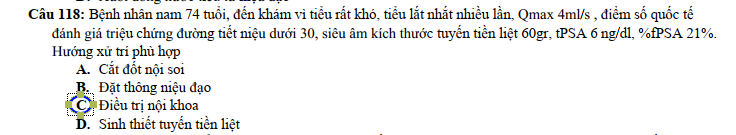 Câu 118: Bệnh nhân nam 74 tuổi, đến khám vì tiểu rất khó, tiểu lắt nhắt nhiều lần, Qmax 4ml/s , điểm số quốc tế
đánh giá triệu chứng đường tiết niệu dưới 30, siêu âm kích thước tuyến tiền liệt 60gr, tPSA 6 ng/dl, %fPSA 21%.
Hướng xử trí phù hợp
A. Cắt đốt nội soi
B. Đặt thông niệu đạo
C. Điều trị nội khoa
D. Sinh thiết tuyến tiền liệt